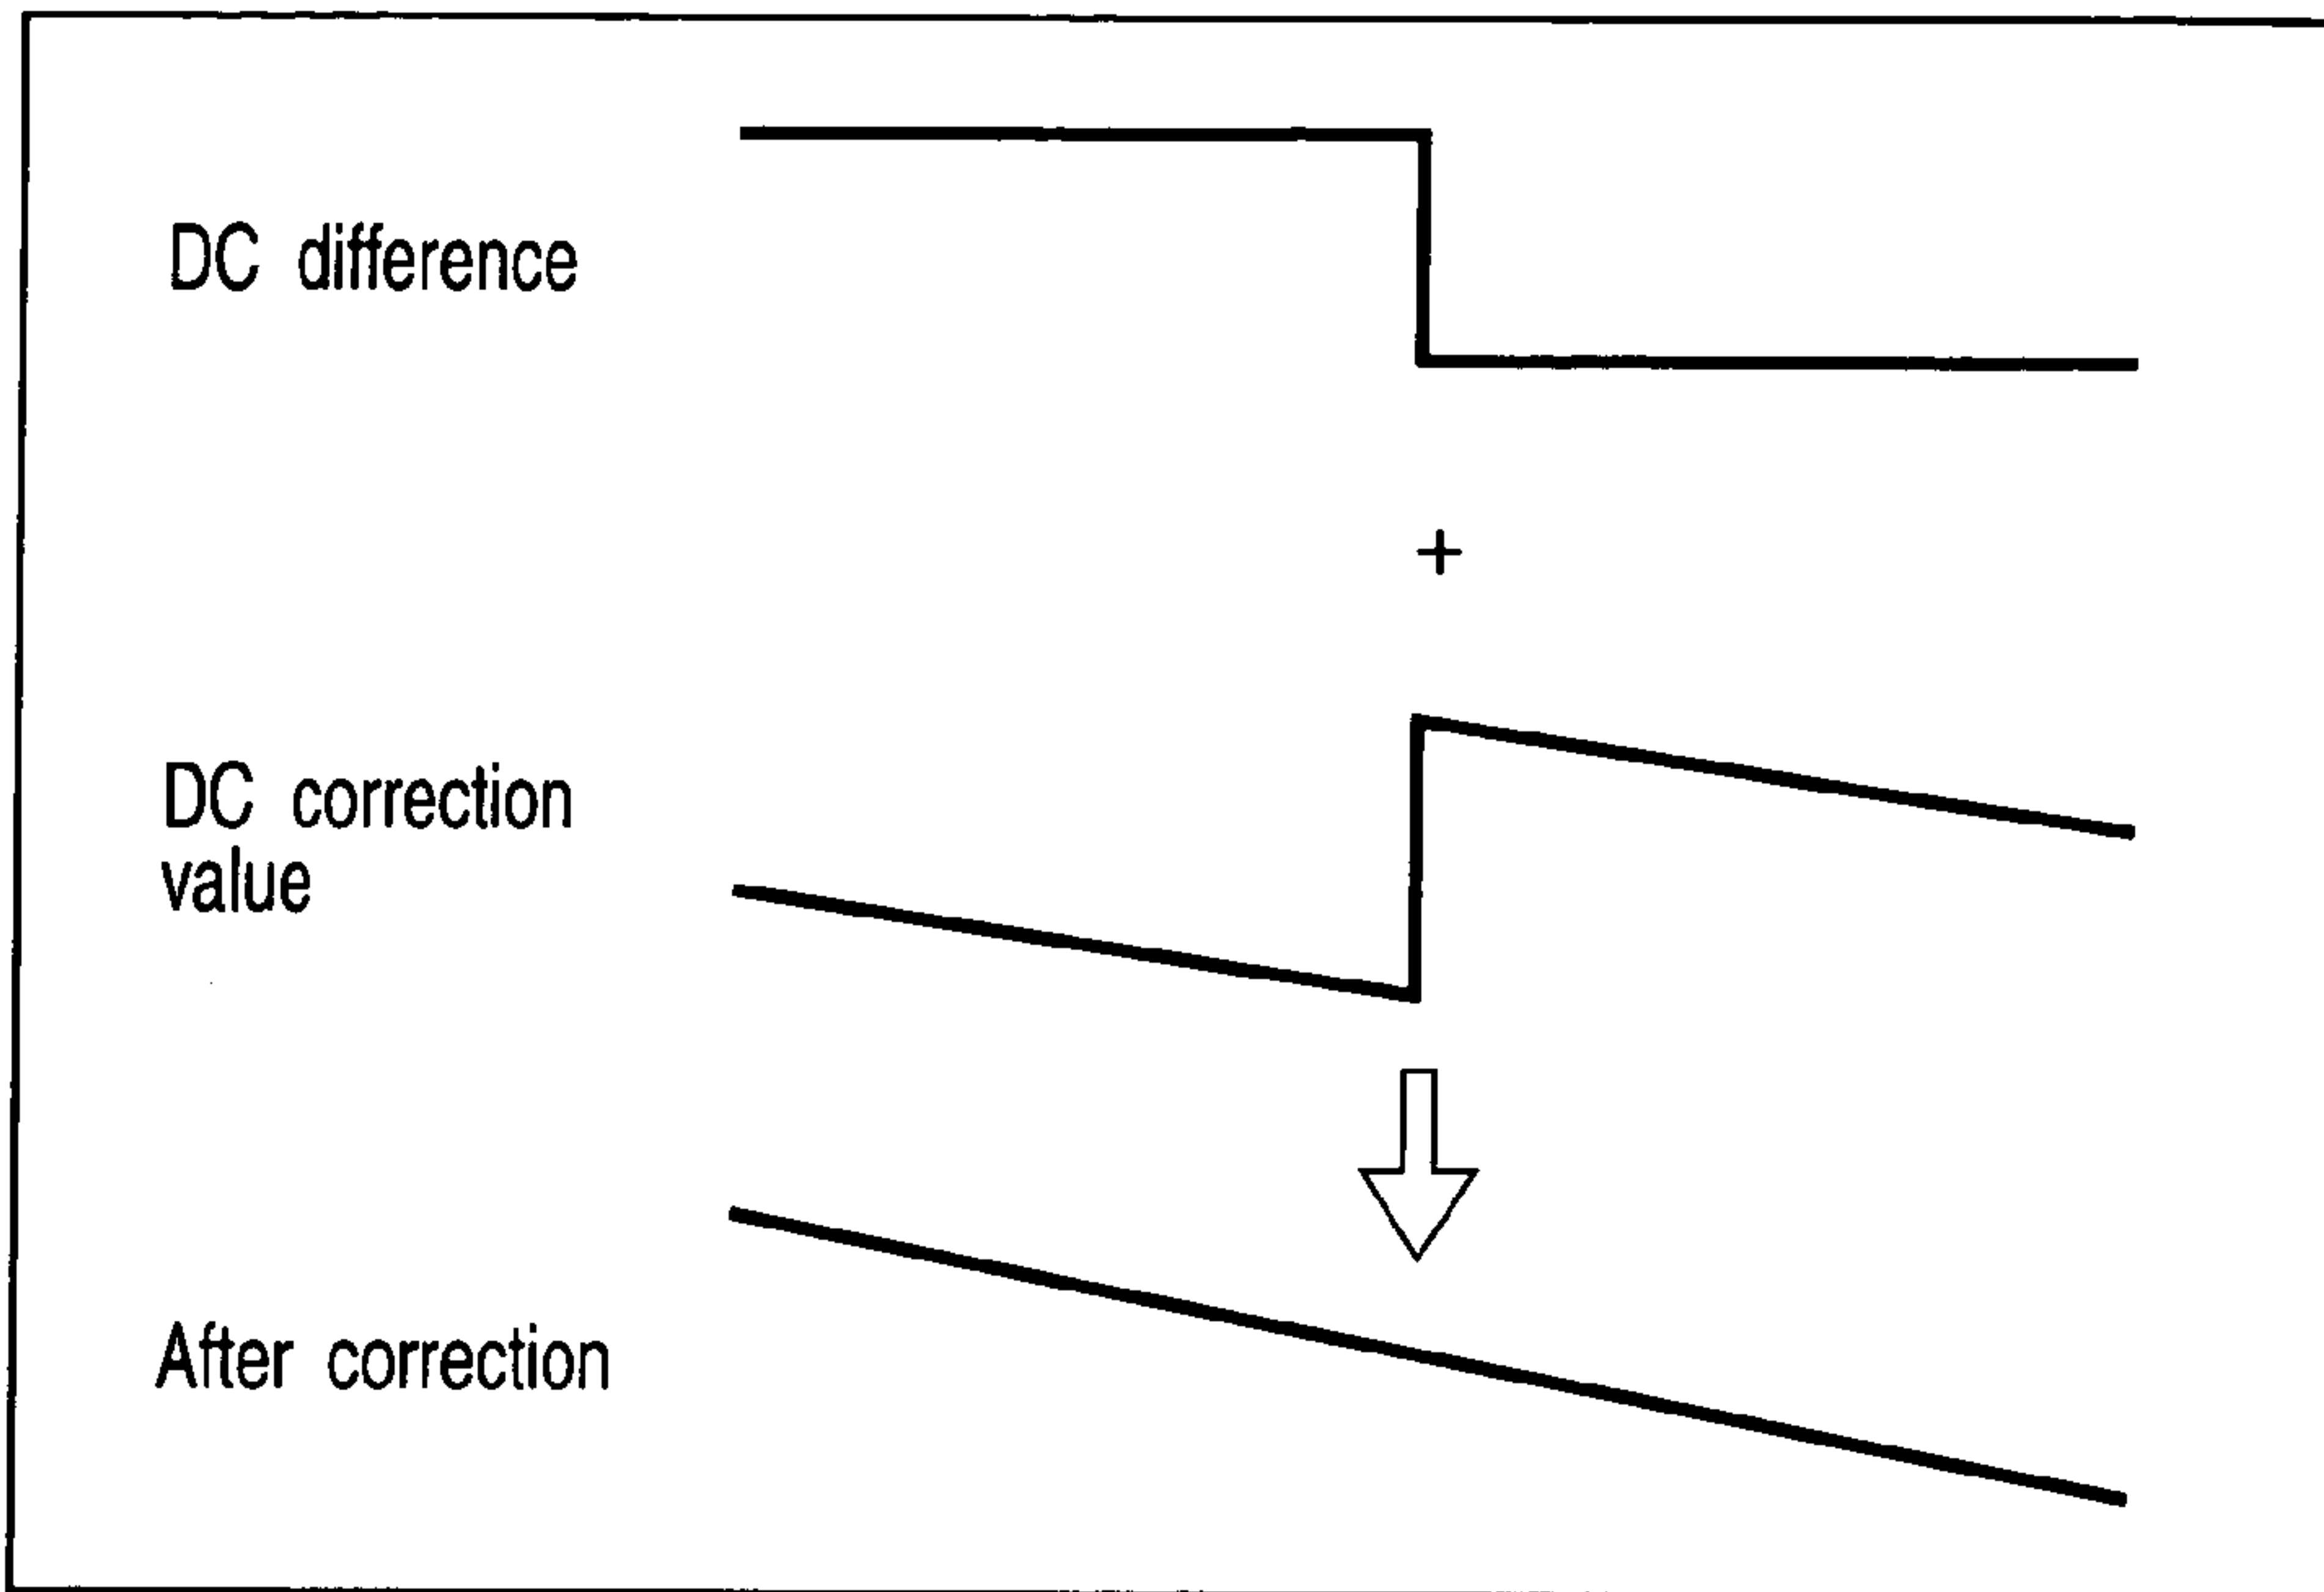 DC difference
+
DC correction
value
After correction